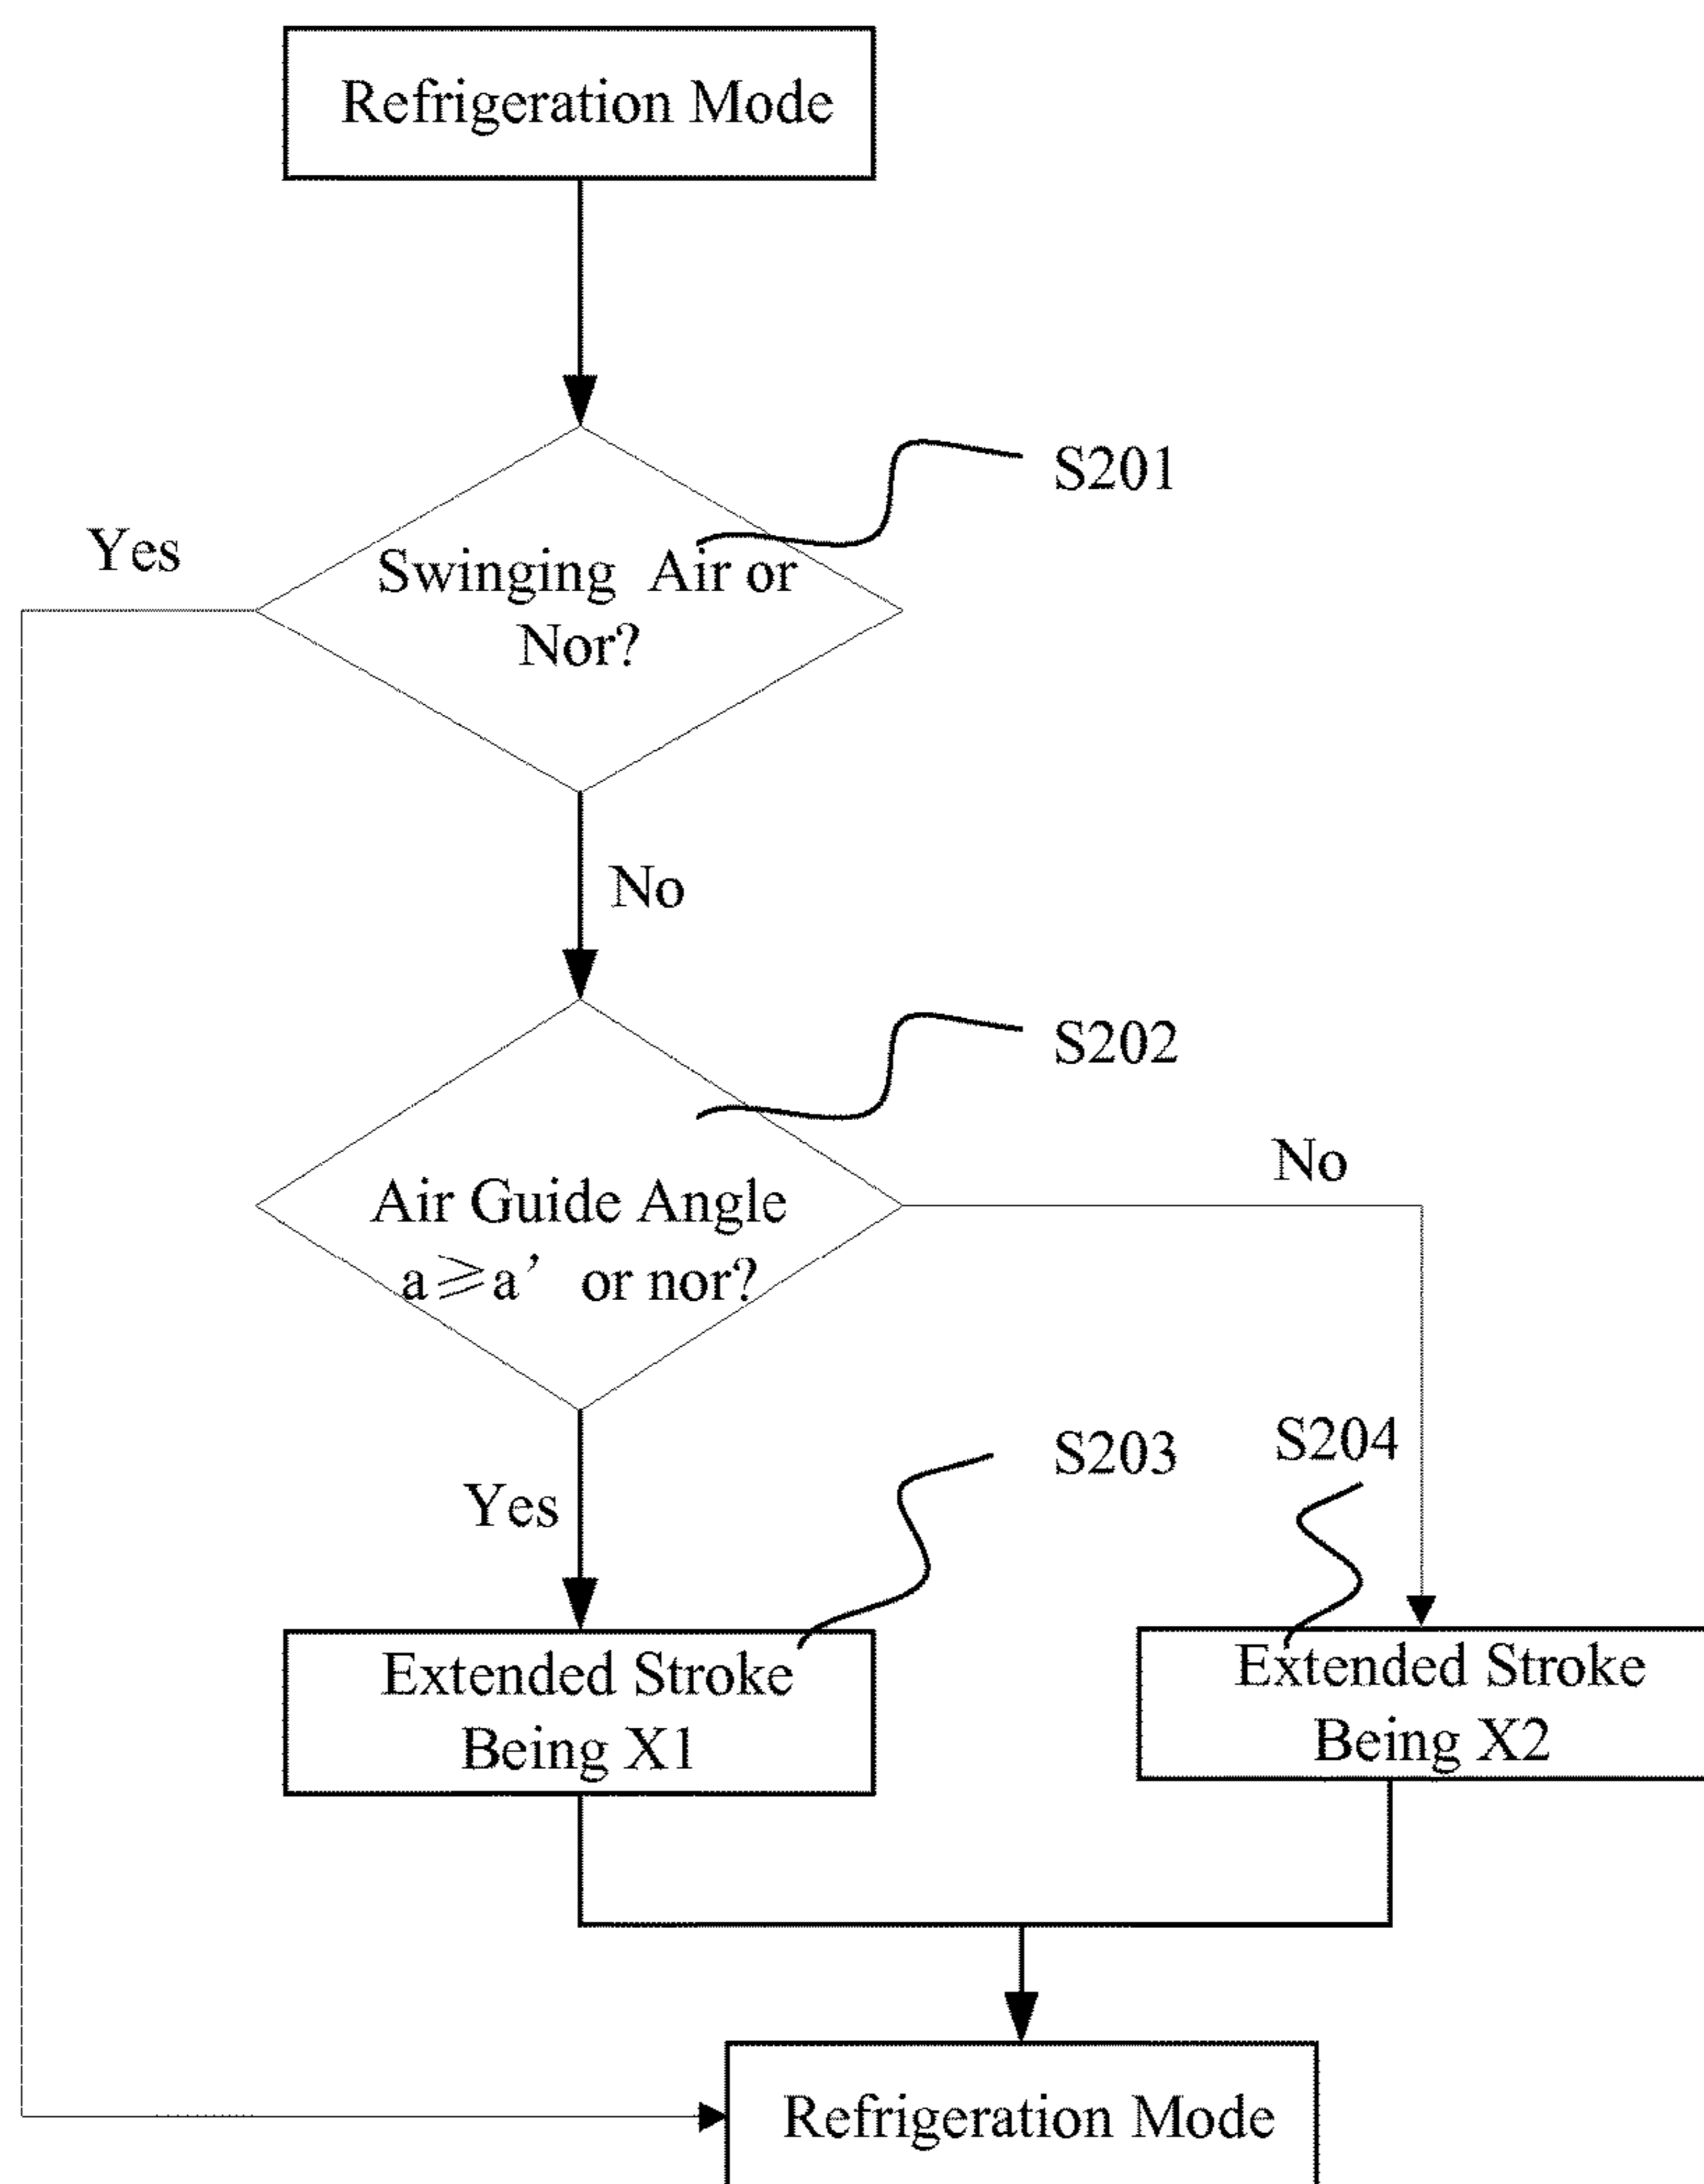 Refrigeration Mode
S201
Yes
Swinging Air or
Nor?
No
S202
No
Air Guide Angle
a⩾a’ or nor?
S203
S204
Yes
Extended Stroke
Being X1
Extended Stroke
Being X2
Refrigeration Mode